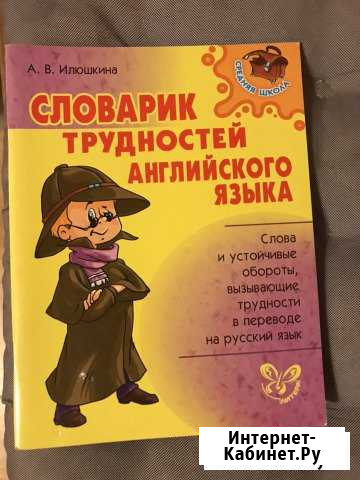 А. В. Илюшкина
СРЕДНЯЯ ШКОЛА
СЛОВАРИК
ТРУДНОСТЕЙ
АНГЛИЙСКОГО
ЯЗЫКА
Слова
и устойчивые
обороты,
вызывающие
трудности
в переводе
на русский язык
ЛИТЕРА
Интернет-
Кабинет.Ру